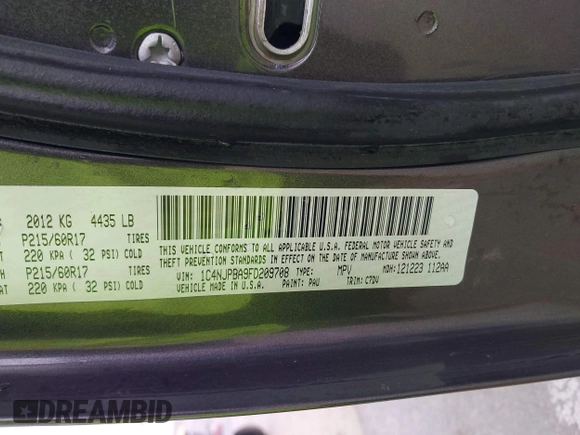 2012 KG 4435 LB
P215/60R17 TIRES
220 KPA ( 32 PSI) COLD
P215/60R17 TIRES
220 KPA ( 32 PSI) COLD
THIS VEHICLE CONFORMS TO ALL APPLICABLE U.S.A. FEDERAL MOTOR VEHICLE SAFETY AND
THEFT PREVENTION STANDARDS IN EFFECT ON THE DATE OF MANUFACTURE SHOWN ABOVE.
VIN: 1C4NJPBA9FD209708 TYPE: MPV MDH: 121223 112AA
VEHICLE MADE IN U.S.A. PAINT: PAU TRIM: C7DV
DREAMBID